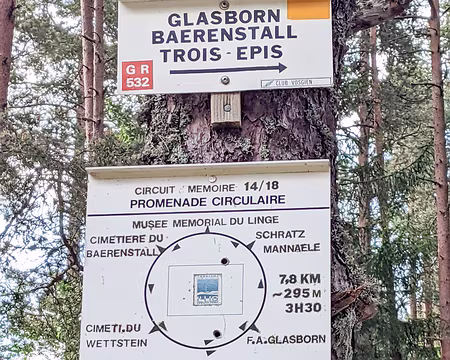 GLASBORN
BAERENSTALL
TROIS-EPIS
GR
532
CLUB VOSGIEN
CIRCUIT MEMOIRE 14/18
PROMENADE CIRCULAIRE
MUSEE MEMORIAL DU LINGE
CIMETIERE DU
BAERENSTALL
SCHRATZ
MANNAELE
7,8 KM
~295 M
3H30
CIMETI.DU
WETTSTEIN
F.A.GLASBORN